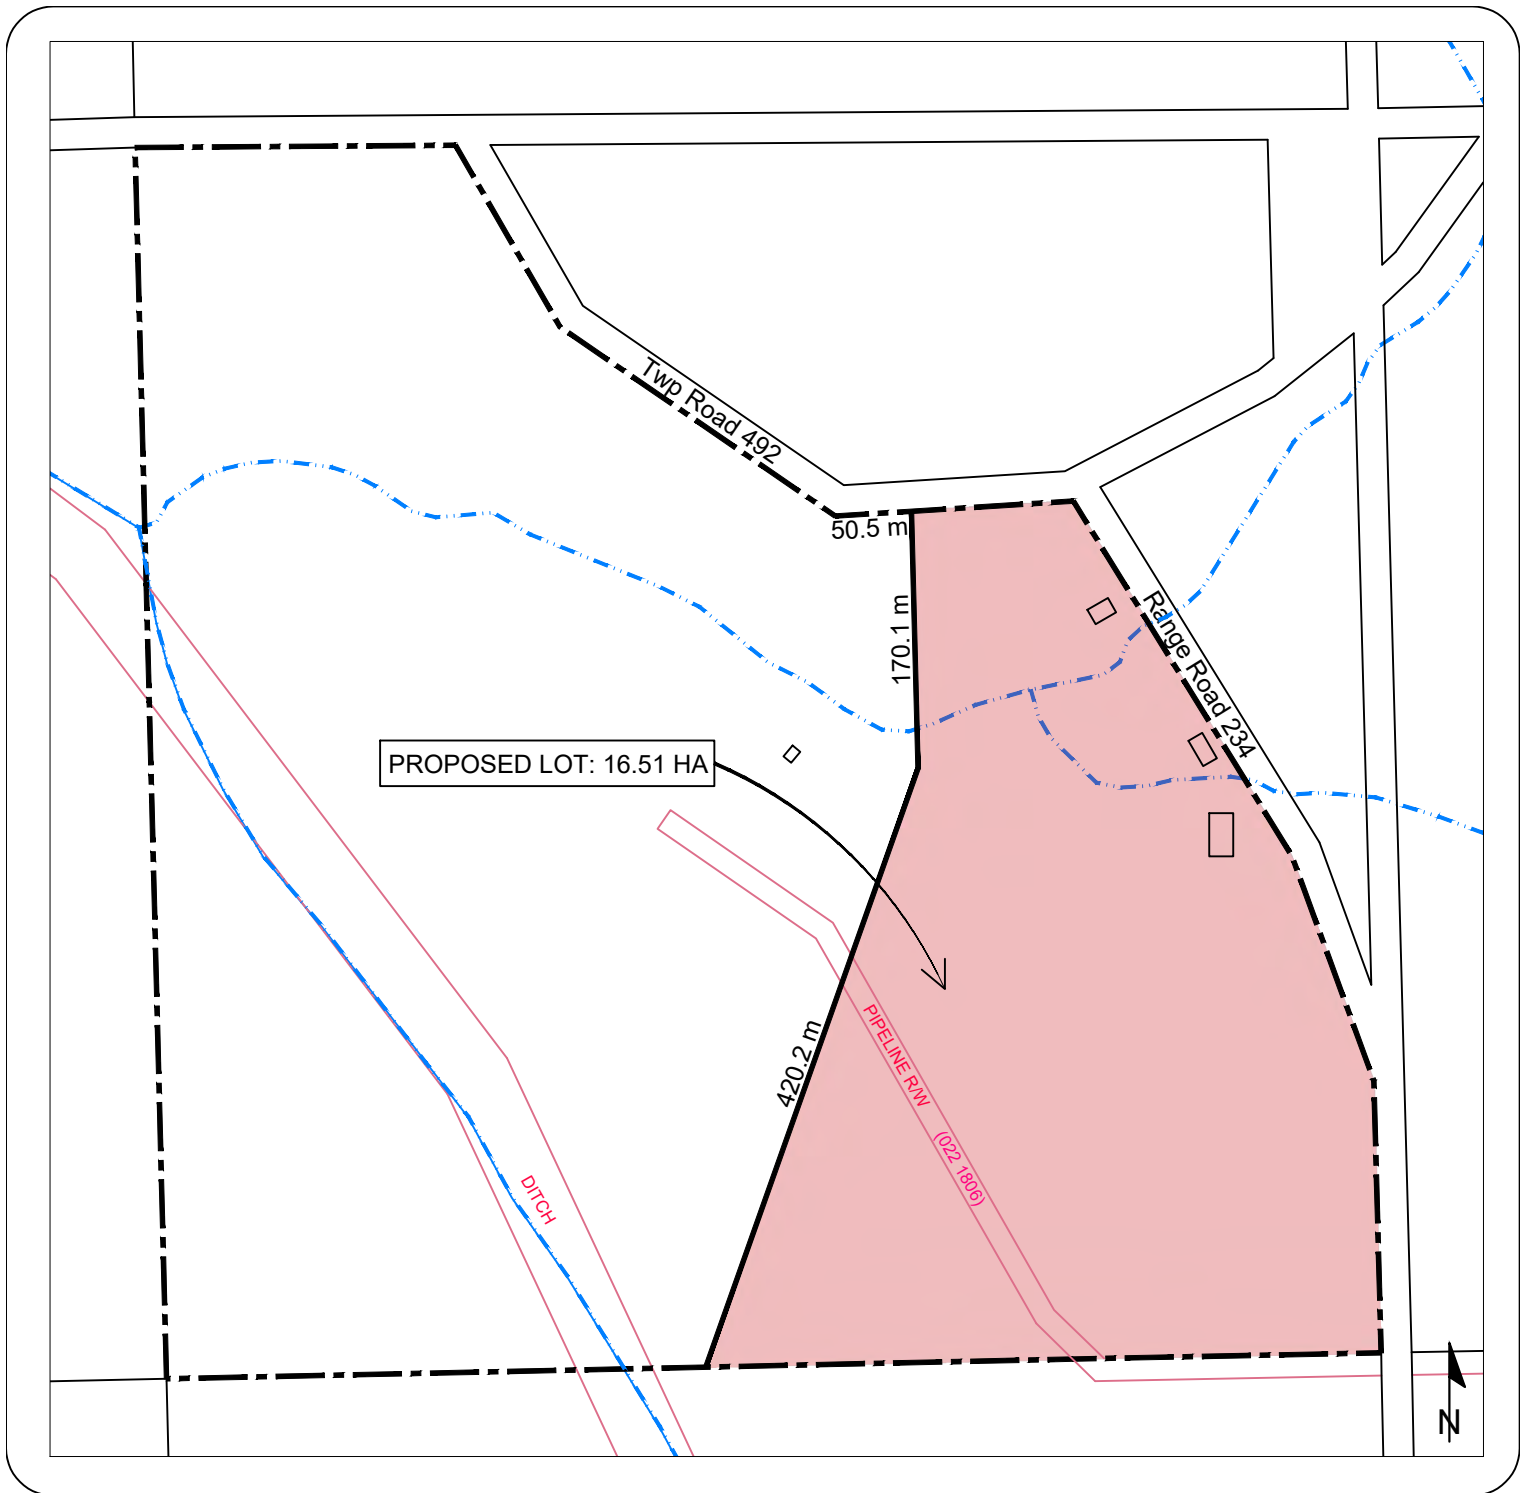 Twp Road 492
50.5 m
170.1 m
Range Road 234
PROPOSED LOT: 16.51 HA
420.2 m
PIPELINE R/W (022 1806)
DITCH
N